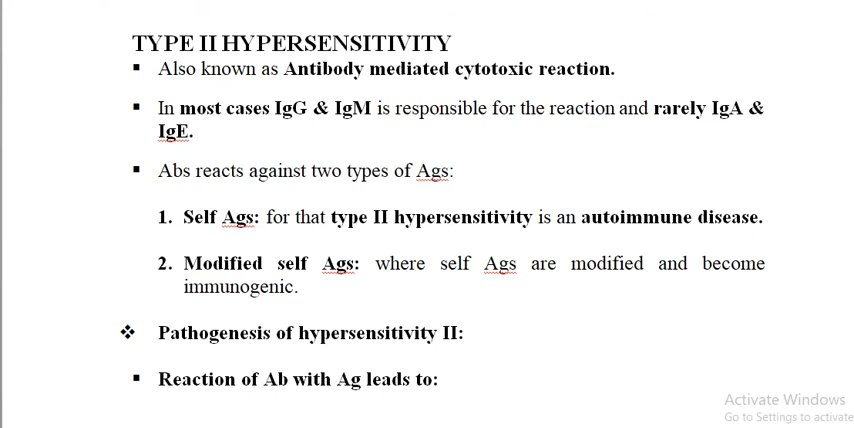 TYPE II HYPERSENSITIVITY
▪ Also known as Antibody mediated cytotoxic reaction.
▪ In most cases IgG & IgM is responsible for the reaction and rarely IgA &
IgE.
▪ Abs reacts against two types of Ags:
1. Self Ags: for that type II hypersensitivity is an autoimmune disease.
2. Modified self Ags: where self Ags are modified and become
immunogenic.
❖ Pathogenesis of hypersensitivity II:
▪ Reaction of Ab with Ag leads to:
Activate Windows
Go to Settings to activate